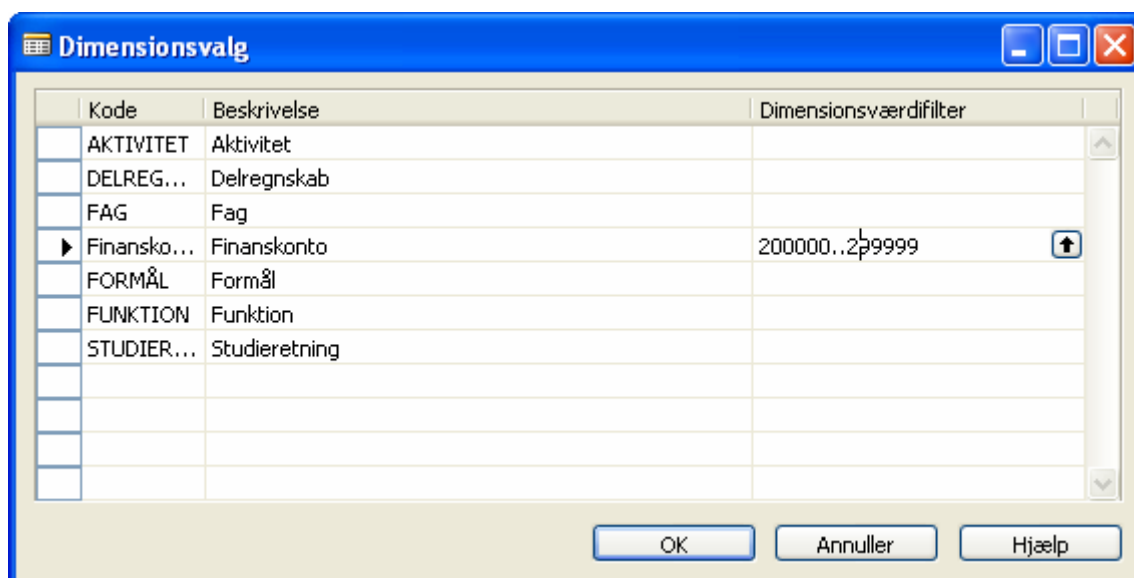 Dimensionsvalg
Kode Beskrivelse Dimensionsværdifilter
AKTIVITET Aktivitet
DELREG... Delregnskab
FAG Fag
Finansko... Finanskonto 200000..299999
FORMÅL Formål
FUNKTION Funktion
STUDIER... Studieretning
OK Annuller Hjælp